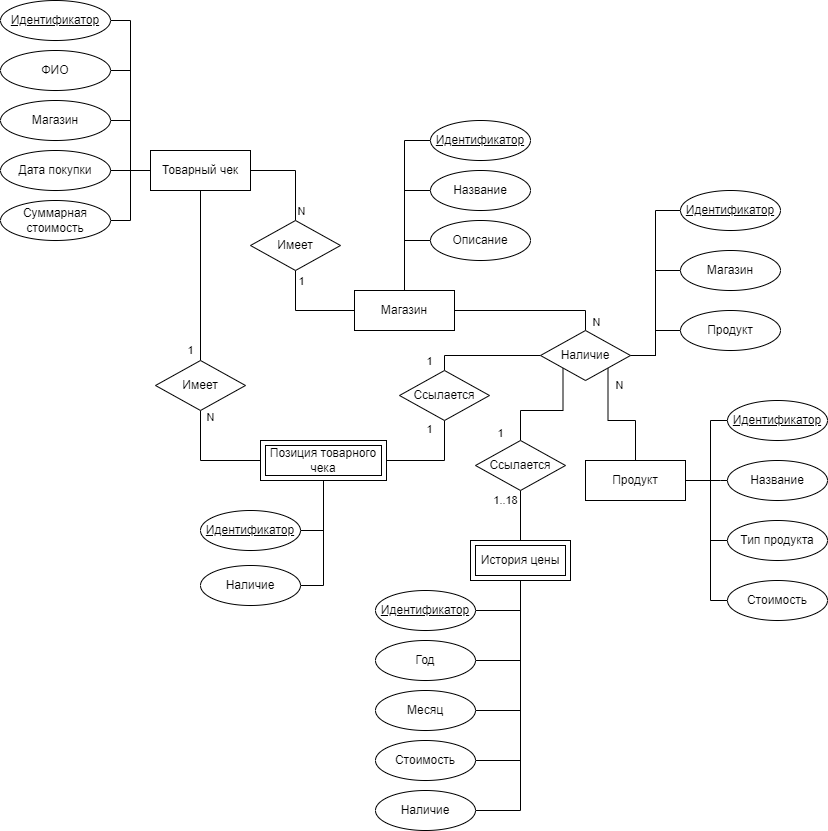 Идентификатор
ФИО
Магазин
Дата покупки
Суммарная
стоимость
Товарный чек
N
Имеет
1
Идентификатор
Название
Описание
Магазин
Идентификатор
Магазин
Продукт
N
Наличие
N
1
Имеет
N
1
Ссылается
1
Позиция товарного
чека
Идентификатор
Наличие
1
Ссылается
1..18
История цены
Продукт
Идентификатор
Название
Тип продукта
Стоимость
Идентификатор
Год
Месяц
Стоимость
Наличие